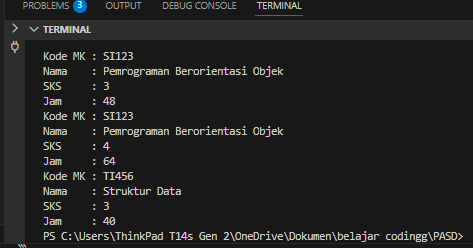 PROBLEMS 3 OUTPUT DEBUG CONSOLE TERMINAL
TERMINAL
Kode MK : SI123
Nama : Pemrograman Berorientasi Objek
SKS : 3
Jam : 48
Kode MK : SI123
Nama : Pemrograman Berorientasi Objek
SKS : 4
Jam : 64
Kode MK : TI456
Nama : Struktur Data
SKS : 3
Jam : 40
PS C:\Users\ThinkPad T14s Gen 2\OneDrive\Dokumen\belajar codingg\PASD>